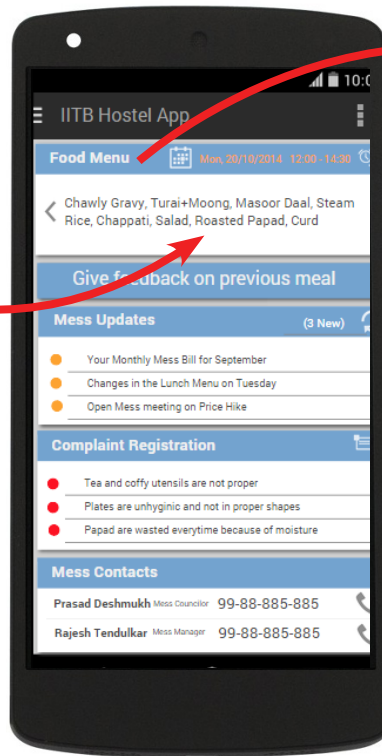 10:0
IITB Hostel App
Food Menu Mon, 20/10/2014 12:00 - 14:30
Chawly Gravy, Turai+Moong, Masoor Daal, Steam
Rice, Chappati, Salad, Roasted Papad, Curd
Give feedback on previous meal
Mess Updates (3 New)
Your Monthly Mess Bill for September
Changes in the Lunch Menu on Tuesday
Open Mess meeting on Price Hike
Complaint Registration
Tea and coffy utensils are not proper
Plates are unhyginic and not in proper shapes
Papad are wasted everytime because of moisture
Mess Contacts
Prasad Deshmukh Mess Councilor 99-88-885-885
Rajesh Tendulkar Mess Manager 99-88-885-885